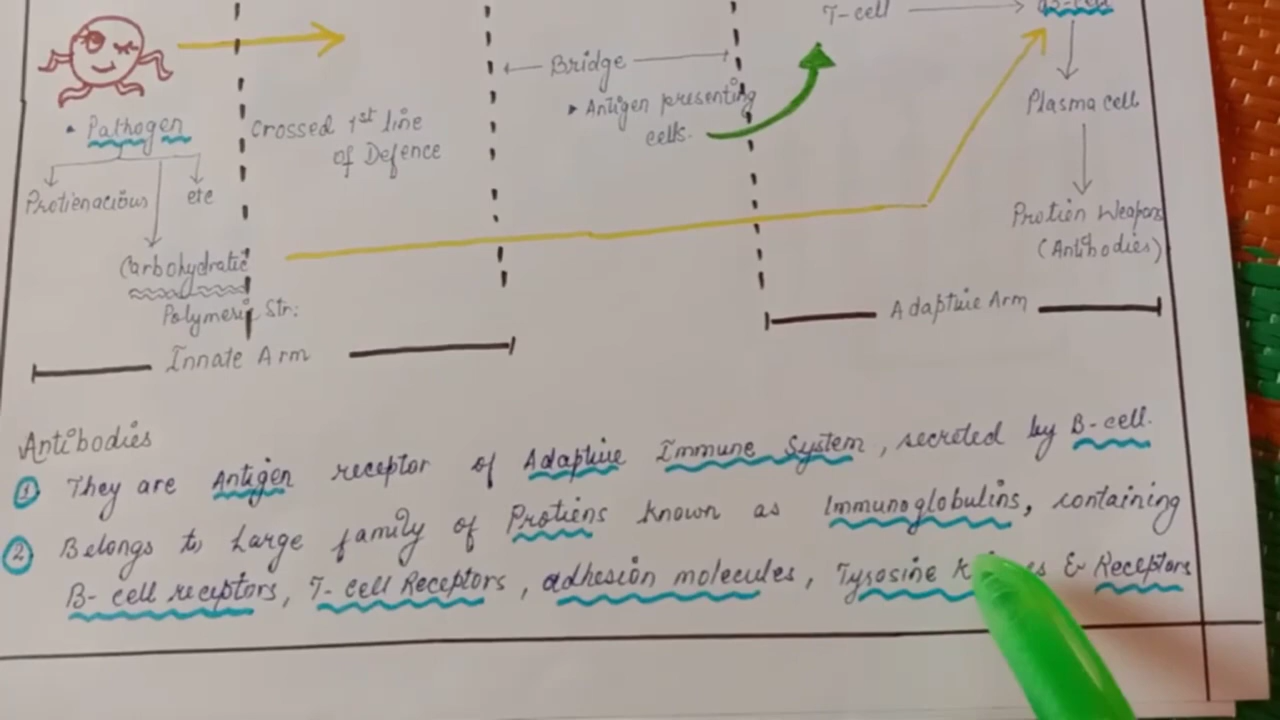 T-cell
Bridge
Antigen presenting
cells.
Plasma cell
Pathogen
Crossed 1st line
of Defence
Protienacious
etc
Protien Weapons
(Antibodies)
Carbohydratic
Polymeric Str:
Innate Arm
Adaptive Arm
Antibodies
① They are Antigen receptor of Adaptive Immune System, secreted by B-cell.
② Belongs to Large family of Protiens known as Immunoglobulins, containing
B-cell receptors, T-cell Receptors, adhesion molecules, Tyrosine & Receptors